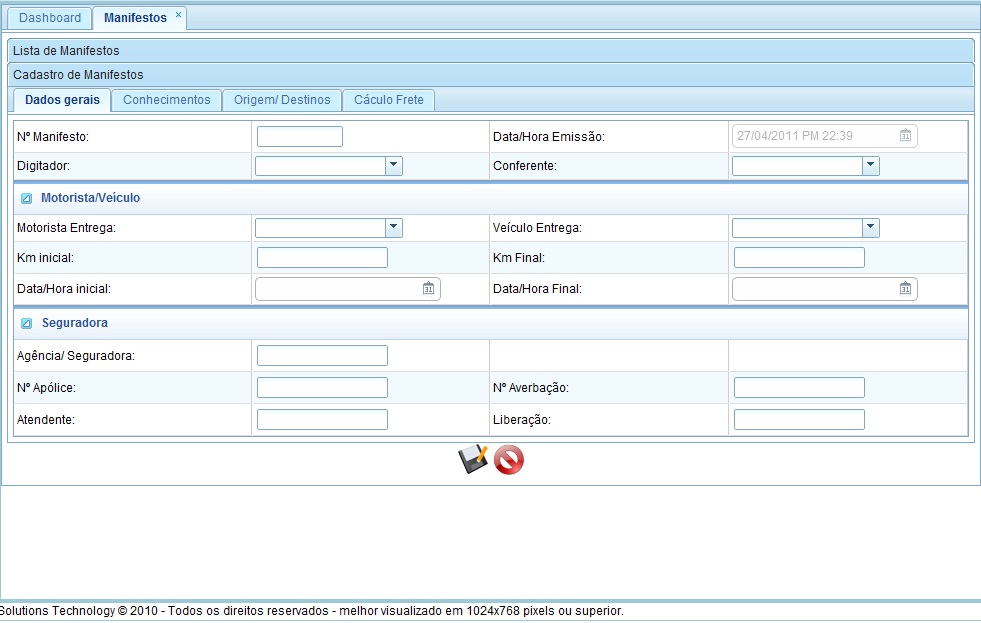 Dashboard Manifestos ×
Lista de Manifestos
Cadastro de Manifestos
Dados gerais Conhecimentos Origem/ Destinos Cáculo Frete
Nº Manifesto: Data/Hora Emissão: 27/04/2011 PM 22:39
Digitador: Conferente:
Motorista/Veículo
Motorista Entrega: Veículo Entrega:
Km inicial: Km Final:
Data/Hora inicial: Data/Hora Final:
Seguradora
Agência/ Seguradora:
Nº Apólice: Nº Averbação:
Atendente: Liberação:
Solutions Technology © 2010 - Todos os direitos reservados - melhor visualizado em 1024x768 pixels ou superior.